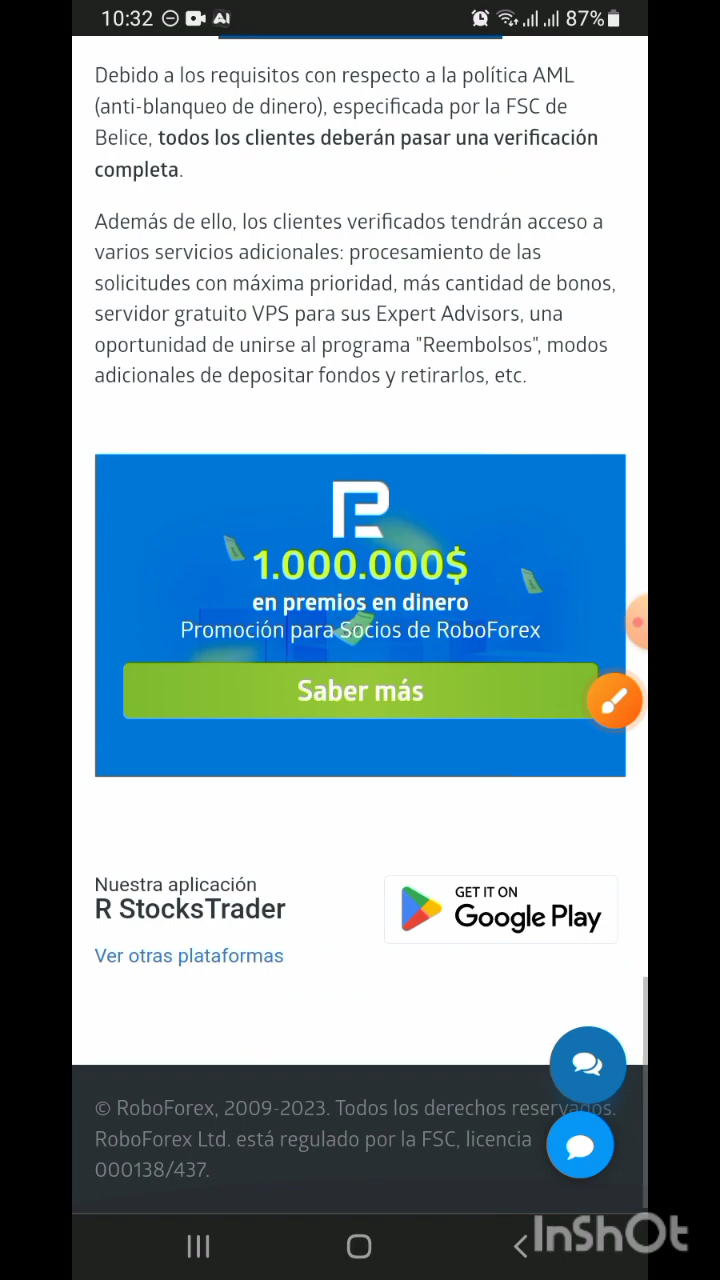 10:32 87%
Debido a los requisitos con respecto a la política AML
(anti-blanqueo de dinero), especificada por la FSC de
Belice, todos los clientes deberán pasar una verificación
completa.
Además de ello, los clientes verificados tendrán acceso a
varios servicios adicionales: procesamiento de las
solicitudes con máxima prioridad, más cantidad de bonos,
servidor gratuito VPS para sus Expert Advisors, una
oportunidad de unirse al programa "Reembolsos", modos
adicionales de depositar fondos y retirarlos, etc.
1.000.000$
en premios en dinero
Promoción para Socios de RoboForex
Saber más
Nuestra aplicación
R StocksTrader
Ver otras plataformas
GET IT ON
Google Play
© RoboForex, 2009-2023. Todos los derechos reservados.
RoboForex Ltd. está regulado por la FSC, licencia
000138/437.
InShOt